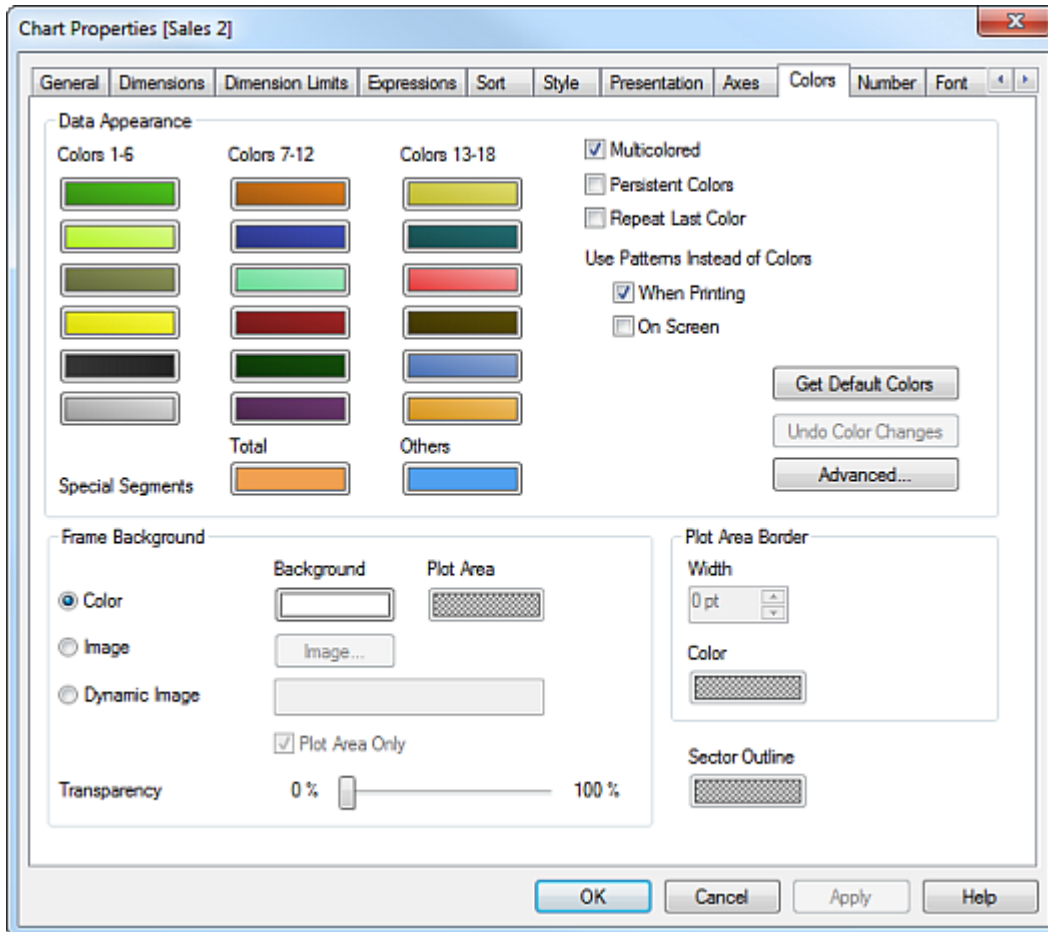 Chart Properties [Sales 2]
General Dimensions Dimension Limits Expressions Sort Style Presentation Axes Colors Number Font
Data Appearance
Colors 1-6 Colors 7-12 Colors 13-18
Multicolored
Persistent Colors
Repeat Last Color
Use Patterns Instead of Colors
When Printing
On Screen
Get Default Colors
Undo Color Changes
Advanced...
Total Others
Special Segments
Frame Background
Background Plot Area
Color
Image Image...
Dynamic Image
Plot Area Only
Transparency 0 % 100 %
Plot Area Border
Width
0 pt
Color
Sector Outline
OK Cancel Apply Help